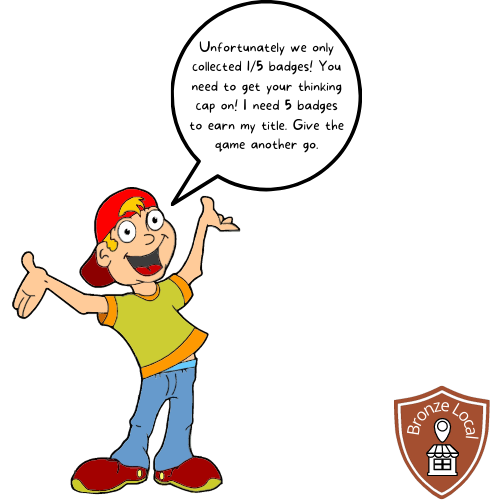 Unfortunately we only
collected 1/5 badges! You
need to get your thinking
cap on! I need 5 badges
to earn my title. Give the
game another go.
Bronze Local